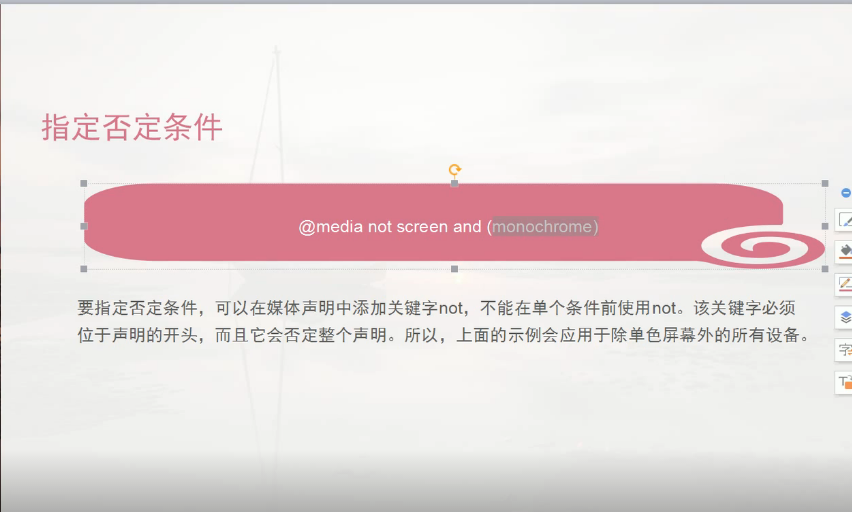 指定否定条件
@media not screen and (monochrome)
要指定否定条件，可以在媒体声明中添加关键字not，不能在单个条件前使用not。该关键字必须
位于声明的开头，而且它会否定整个声明。所以，上面的示例会应用于除单色屏幕外的所有设备。
字
T